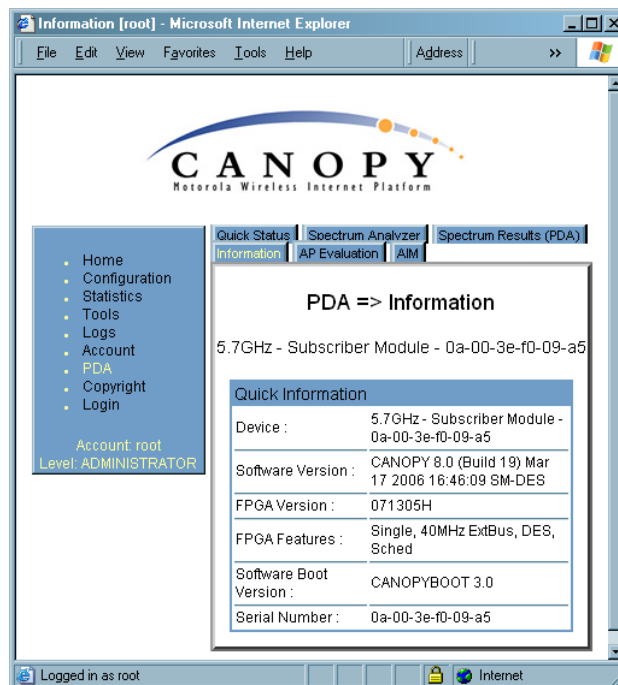 Information [root] - Microsoft Internet Explorer
File Edit View Favorites Tools Help Address »
CANOPY
Motorola Wireless Internet Platform
Home
Configuration
Statistics
Tools
Logs
Account
PDA
Copyright
Login
Account: root
Level: ADMINISTRATOR
Quick Status Spectrum Analyzer Spectrum Results (PDA)
Information AP Evaluation AIM
PDA => Information
5.7GHz - Subscriber Module - 0a-00-3e-f0-09-a5
Quick Information
Device : 5.7GHz - Subscriber Module -
0a-00-3e-f0-09-a5
Software Version : CANOPY 8.0 (Build 19) Mar
17 2006 16:46:09 SM-DES
FPGA Version : 071305H
FPGA Features : Single, 40MHz ExtBus, DES,
Sched
Software Boot
Version : CANOPYBOOT 3.0
Serial Number : 0a-00-3e-f0-09-a5
Logged in as root Internet